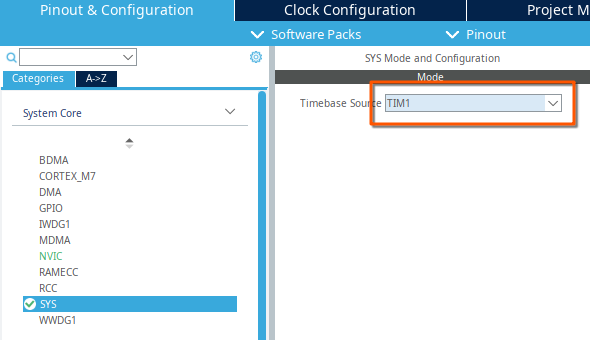 Pinout & Configuration
Clock Configuration
Project M
Software Packs
Pinout
Categories
A->Z
System Core
BDMA
CORTEX_M7
DMA
GPIO
IWDG1
MDMA
NVIC
RAMECC
RCC
SYS
WWDG1
SYS Mode and Configuration
Mode
Timebase Source TIM1